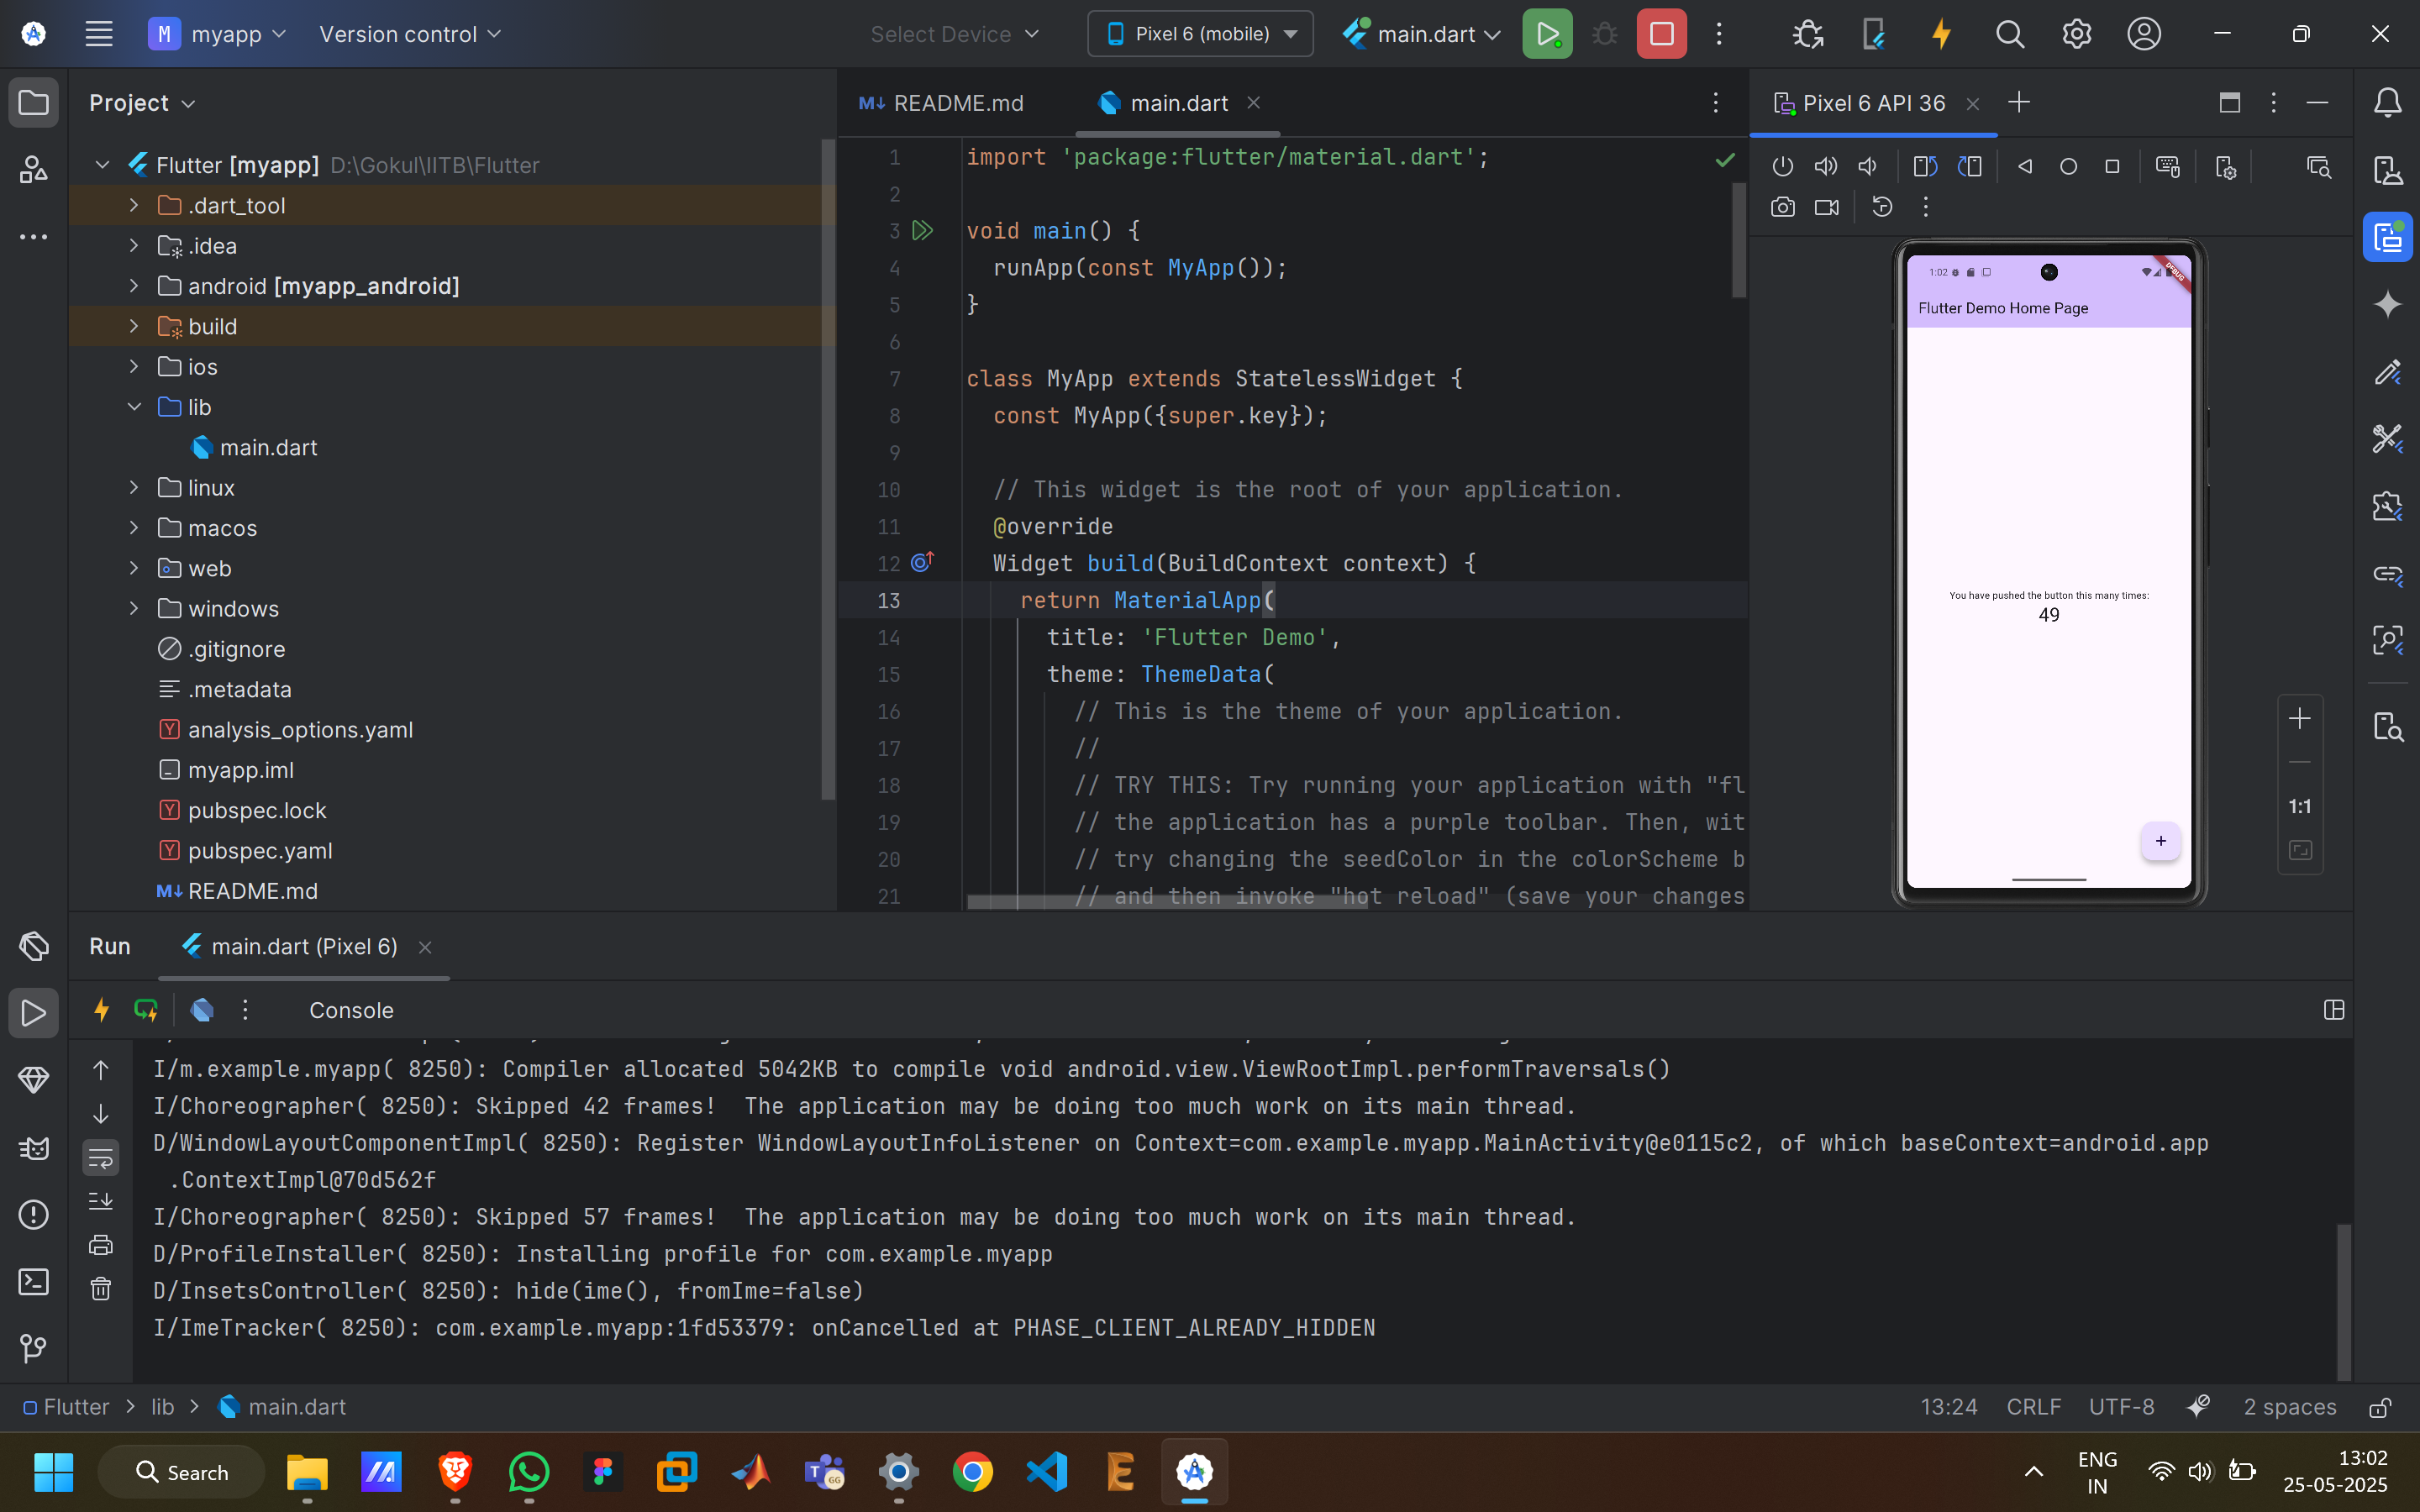 M myapp Version control Select Device Pixel 6 (mobile) main.dart
Project
Flutter [myapp] D:\Gokul\IITB\Flutter
.dart_tool
.idea
android [myapp_android]
build
ios
lib
main.dart
linux
macos
web
windows
.gitignore
.metadata
analysis_options.yaml
myapp.iml
pubspec.lock
pubspec.yaml
README.md
README.md main.dart
1 import 'package:flutter/material.dart';
2
3 void main() {
4 runApp(const MyApp());
5 }
6
7 class MyApp extends StatelessWidget {
8 const MyApp({super.key});
9
10 // This widget is the root of your application.
11 @override
12 Widget build(BuildContext context) {
13 return MaterialApp(
14 title: 'Flutter Demo',
15 theme: ThemeData(
16 // This is the theme of your application.
17 //
18 // TRY THIS: Try running your application with "fl
19 // the application has a purple toolbar. Then, wit
20 // try changing the seedColor in the colorScheme b
21 // and then invoke "hot reload" (save your changes
Pixel 6 API 36
1:02
DEBUG
Flutter Demo Home Page
You have pushed the button this many times:
49
+
1:1
Run main.dart (Pixel 6)
Console
I/m.example.myapp( 8250): Compiler allocated 5042KB to compile void android.view.ViewRootImpl.performTraversals()
I/Choreographer( 8250): Skipped 42 frames!  The application may be doing too much work on its main thread.
D/WindowLayoutComponentImpl( 8250): Register WindowLayoutInfoListener on Context=com.example.myapp.MainActivity@e0115c2, of which baseContext=android.app
.ContextImpl@70d562f
I/Choreographer( 8250): Skipped 57 frames!  The application may be doing too much work on its main thread.
D/ProfileInstaller( 8250): Installing profile for com.example.myapp
D/InsetsController( 8250): hide(ime(), fromIme=false)
I/ImeTracker( 8250): com.example.myapp:1fd53379: onCancelled at PHASE_CLIENT_ALREADY_HIDDEN
Flutter > lib > main.dart 13:24 CRLF UTF-8 2 spaces
Search
ENG
IN
13:02
25-05-2025